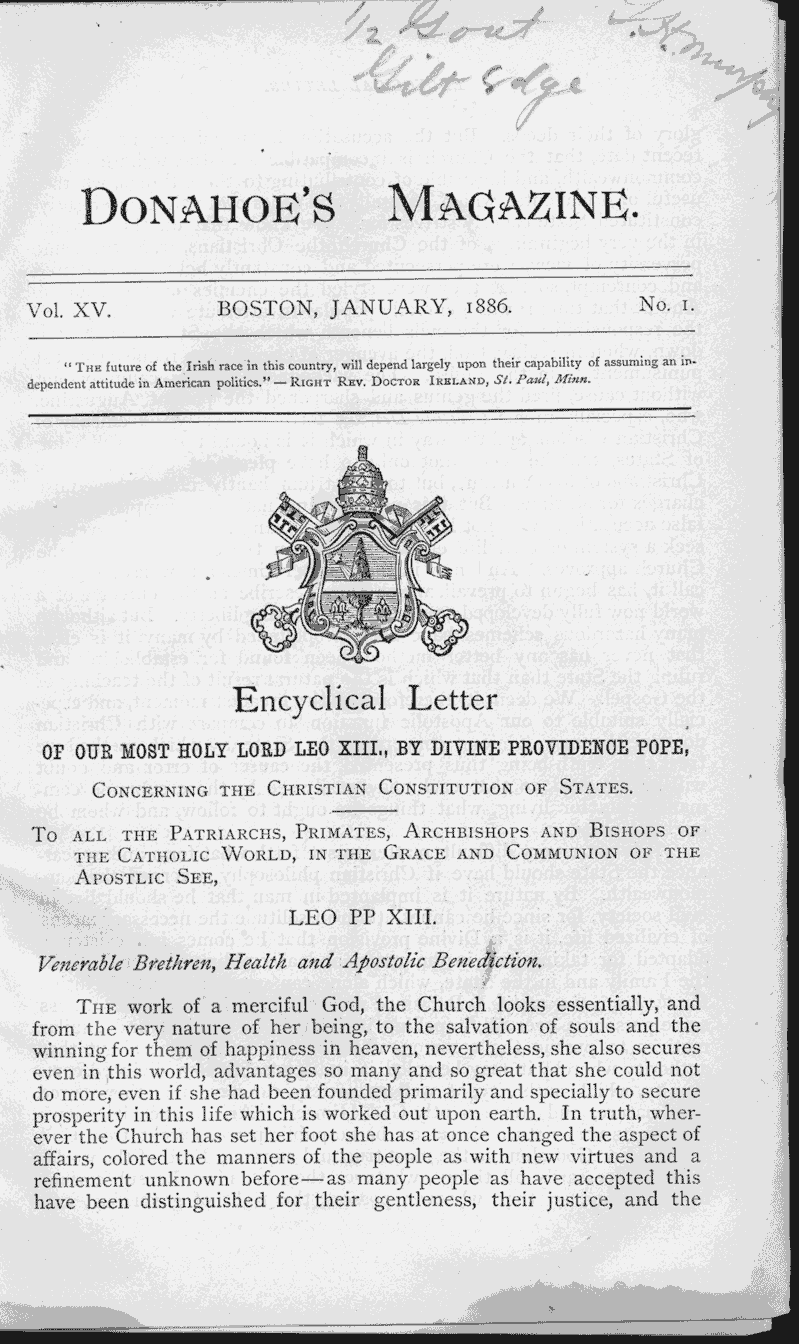 1/2 Gout
Gilt Edge
DONAHOE'S MAGAZINE.
Vol. XV. BOSTON, JANUARY, 1886. No. 1.
" THE future of the Irish race in this country, will depend largely upon their capability of assuming an in-
dependent attitude in American politics." — RIGHT REV. DOCTOR IRELAND, St. Paul, Minn.
Encyclical Letter
OF OUR MOST HOLY LORD LEO XIII., BY DIVINE PROVIDENCE POPE,
CONCERNING THE CHRISTIAN CONSTITUTION OF STATES.
TO ALL THE PATRIARCHS, PRIMATES, ARCHBISHOPS AND BISHOPS OF
THE CATHOLIC WORLD, IN THE GRACE AND COMMUNION OF THE
APOSTLIC SEE,
LEO PP XIII.
Venerable Brethren, Health and Apostolic Benediction.
THE work of a merciful God, the Church looks essentially, and
from the very nature of her being, to the salvation of souls and the
winning for them of happiness in heaven, nevertheless, she also secures
even in this world, advantages so many and so great that she could not
do more, even if she had been founded primarily and specially to secure
prosperity in this life which is worked out upon earth. In truth, wher-
ever the Church has set her foot she has at once changed the aspect of
affairs, colored the manners of the people as with new virtues and a
refinement unknown before—as many people as have accepted this
have been distinguished for their gentleness, their justice, and the